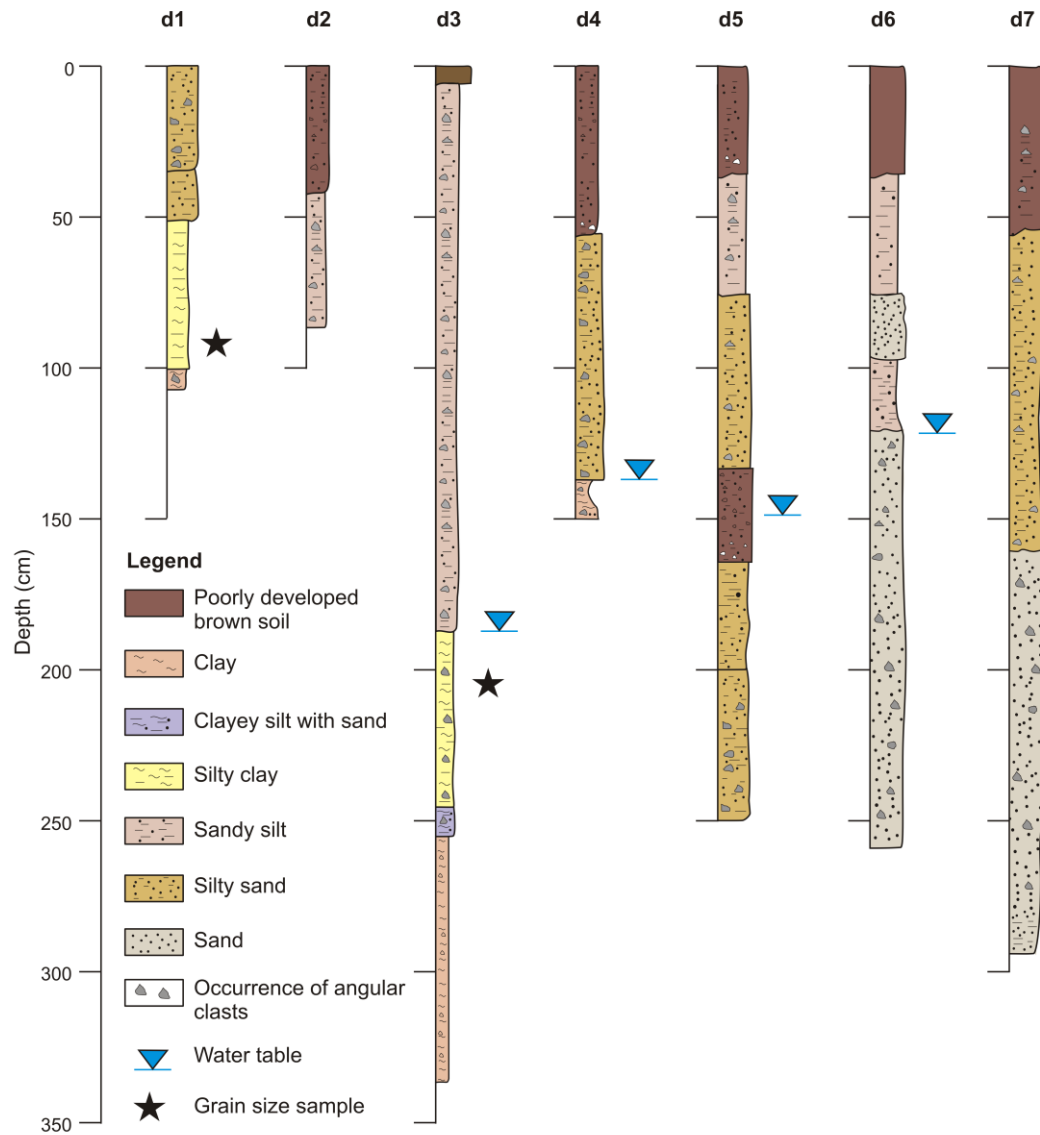 d1 d2 d3 d4 d5 d6 d7
0
50
100
150
200
250
300
350
Depth (cm)
Legend
Poorly developed
brown soil
Clay
Clayey silt with sand
Silty clay
Sandy silt
Silty sand
Sand
Occurrence of angular
clasts
Water table
Grain size sample